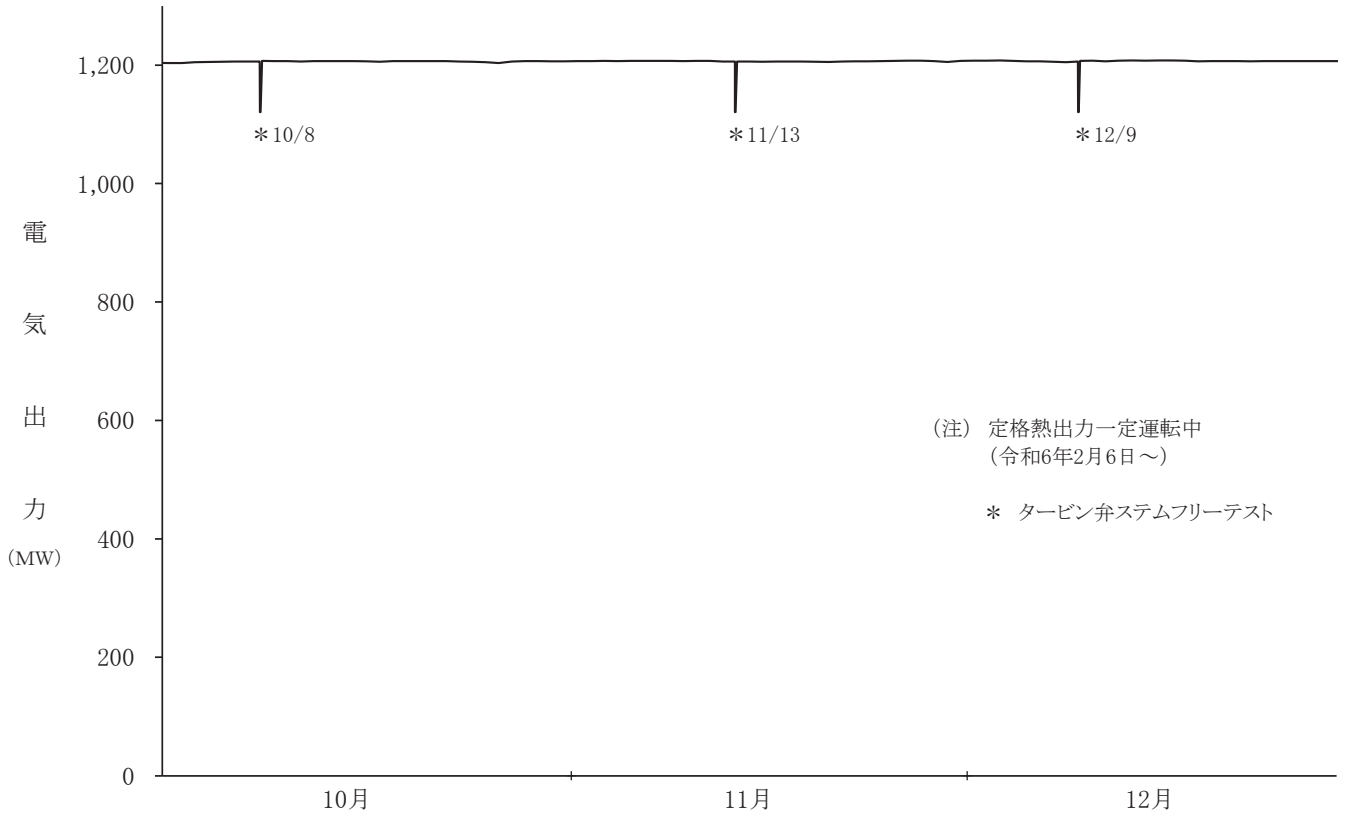 1,200
＊10/8
＊11/13
＊12/9
1,000
電気出力
(MW)
800
600
400
200
0
（注） 定格熱出力一定運転中
（令和6年2月6日～）
＊ タービン弁ステムフリーテスト
10月
11月
12月